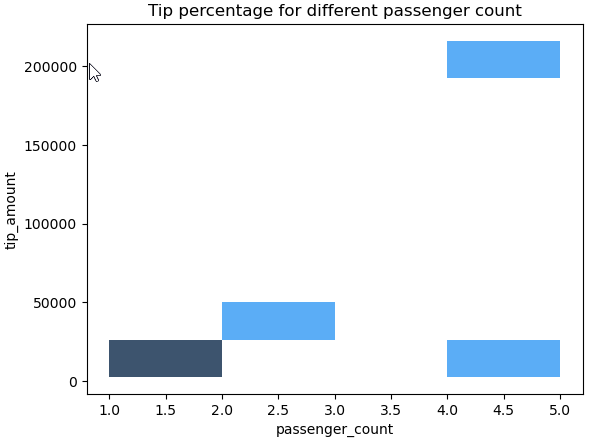 Tip percentage for different passenger count
200000
150000
100000
50000
0
tip_amount
1.0 1.5 2.0 2.5 3.0 3.5 4.0 4.5 5.0
passenger_count